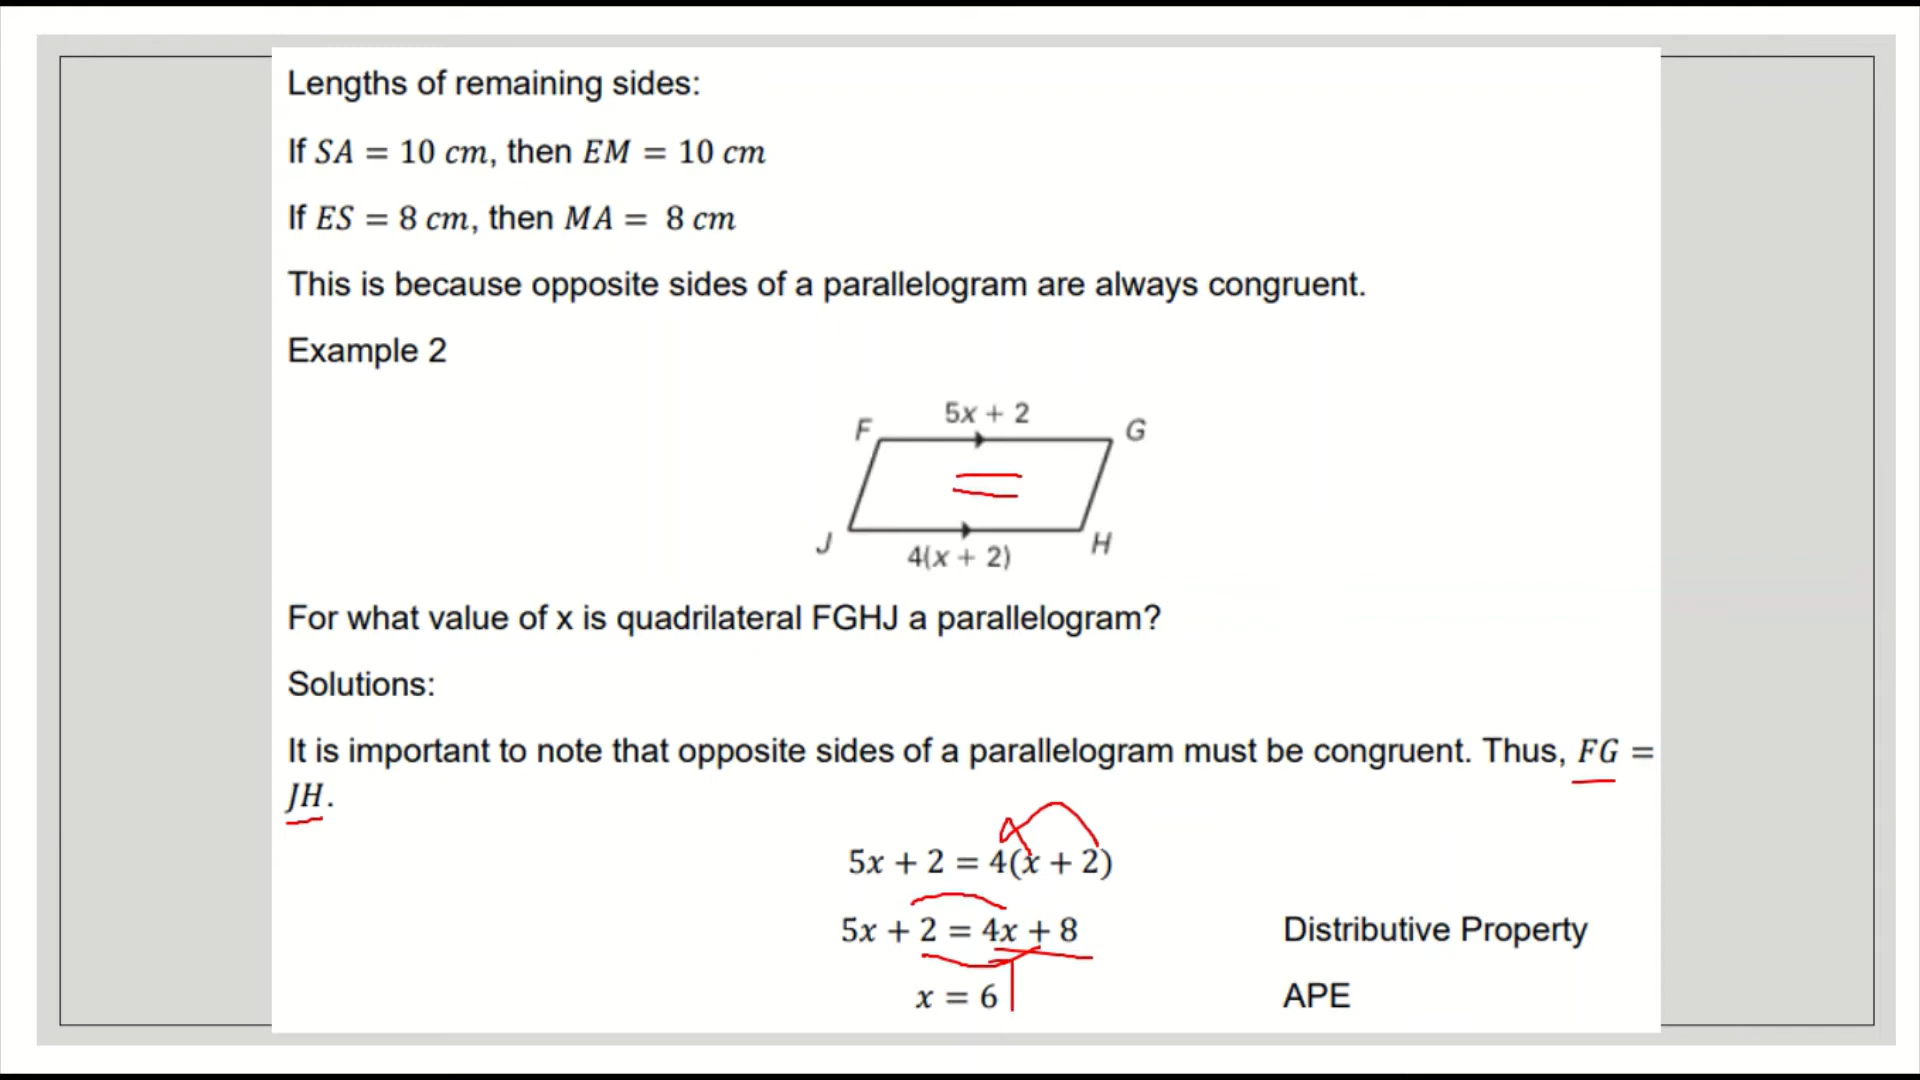 Lengths of remaining sides:
If SA = 10 cm, then EM = 10 cm
If ES = 8 cm, then MA = 8 cm
This is because opposite sides of a parallelogram are always congruent.
Example 2
5x + 2
F
G
J
H
4(x + 2)
For what value of x is quadrilateral FGHJ a parallelogram?
Solutions:
It is important to note that opposite sides of a parallelogram must be congruent. Thus, FG =
JH.
5x + 2 = 4(x + 2)
5x + 2 = 4x + 8 Distributive Property
x = 6 APE